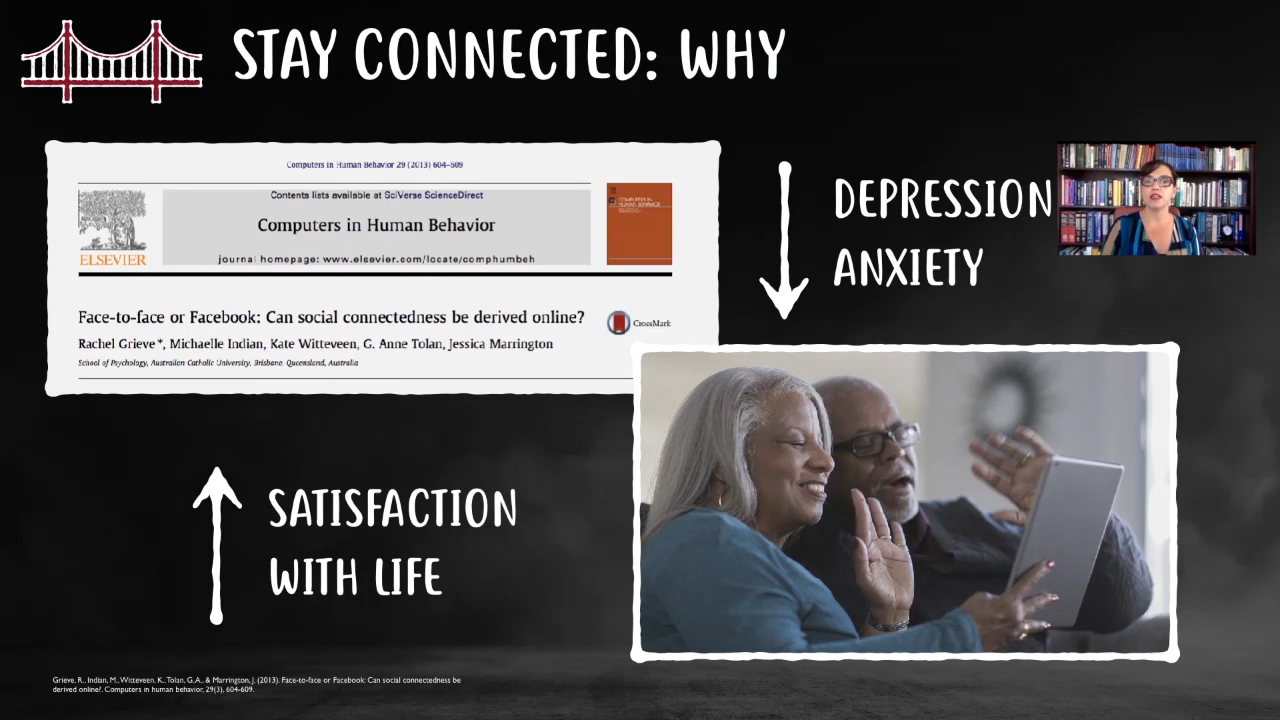 STAY CONNECTED: WHY
Computers in Human Behavior 29 (2013) 604–609
Contents lists available at SciVerse ScienceDirect
Computers in Human Behavior
journal homepage: www.elsevier.com/locate/comphumbeh
ELSEVIER
COMPUTERS IN
HUMAN BEHAVIOR
Face-to-face or Facebook: Can social connectedness be derived online?
CrossMark
Rachel Grieve*, Michaelle Indian, Kate Witteveen, G. Anne Tolan, Jessica Marrington
School of Psychology, Australian Catholic University, Brisbane, Queensland, Australia
DEPRESSION
ANXIETY
SATISFACTION
WITH LIFE
Grieve, R., Indian, M., Witteveen, K., Tolan, G.A., & Marrington, J. (2013). Face-to-face or Facebook: Can social connectedness be
derived online?. Computers in human behavior, 29(3), 604-609.